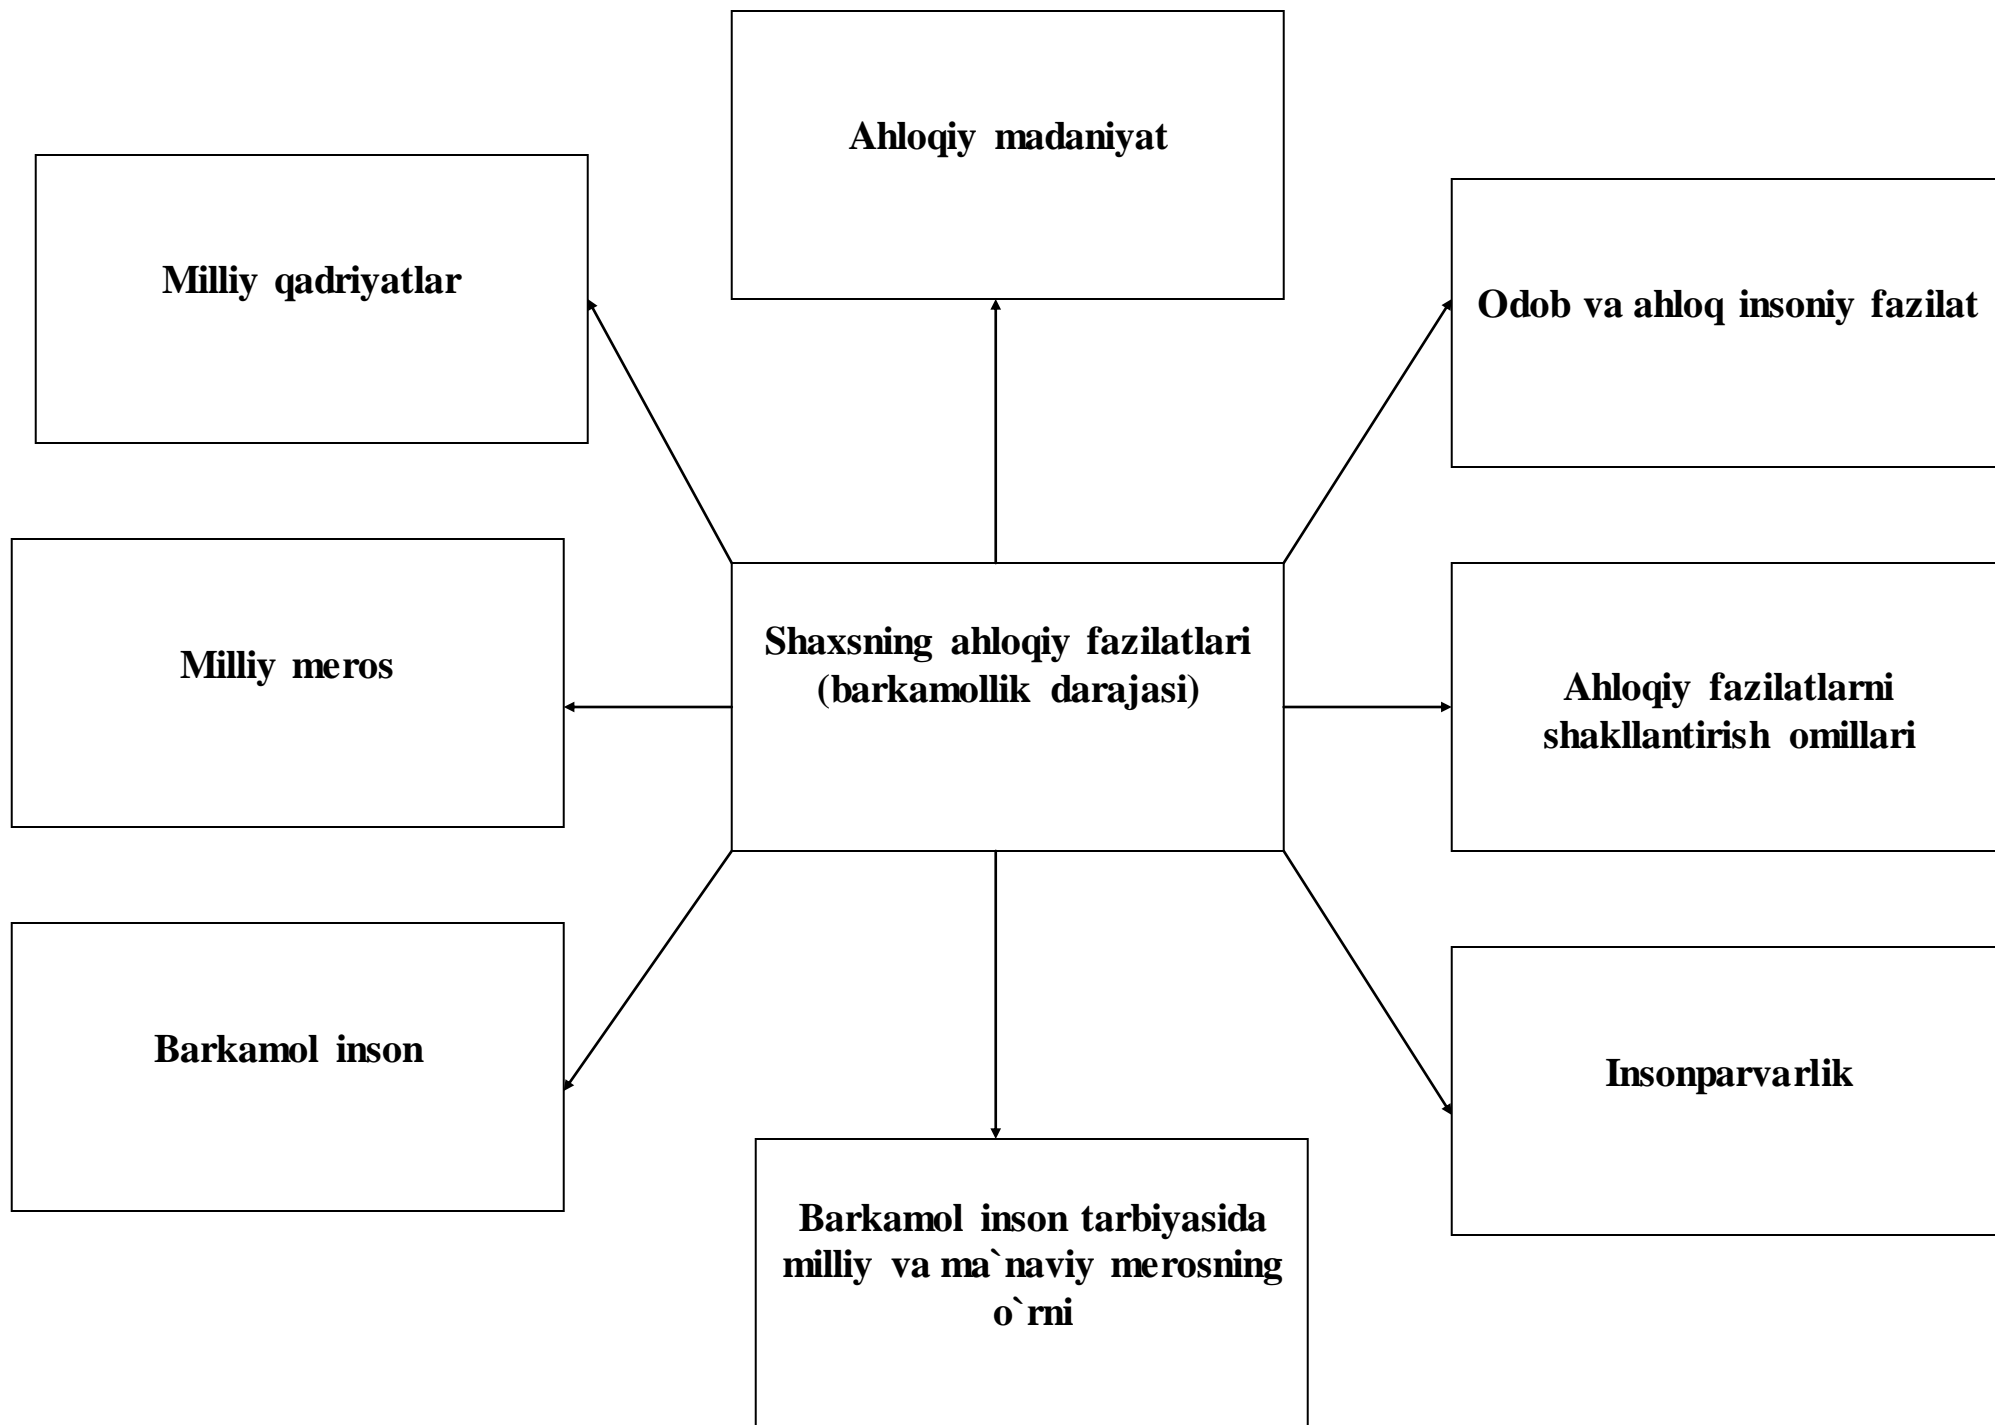 Ahloqiy madaniyat
Milliy qadriyatlar
Odob va ahloq insoniy fazilat
Milliy meros
Shaxsning ahloqiy fazilatlari
(barkamollik darajasi)
Ahloqiy fazilatlarni
shakllantirish omillari
Barkamol inson
Insonparvarlik
Barkamol inson tarbiyasida
milliy va ma`naviy merosning
o`rni